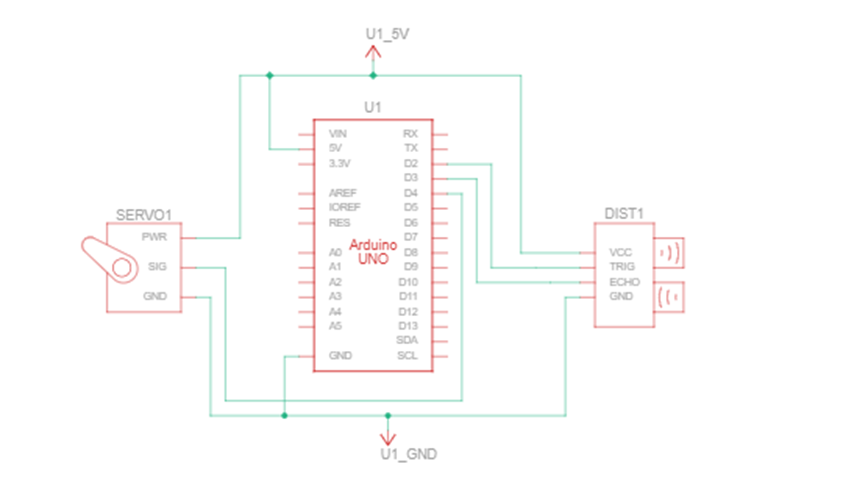 U1_5V
U1
VIN
5V
3.3V
AREF
IOREF
RES
A0
A1
A2
A3
A4
A5
GND
Arduino
UNO
RX
TX
D2
D3
D4
D5
D6
D7
D8
D9
D10
D11
D12
D13
SDA
SCL
SERVO1
PWR
SIG
GND
DIST1
VCC
TRIG
ECHO
GND
U1_GND